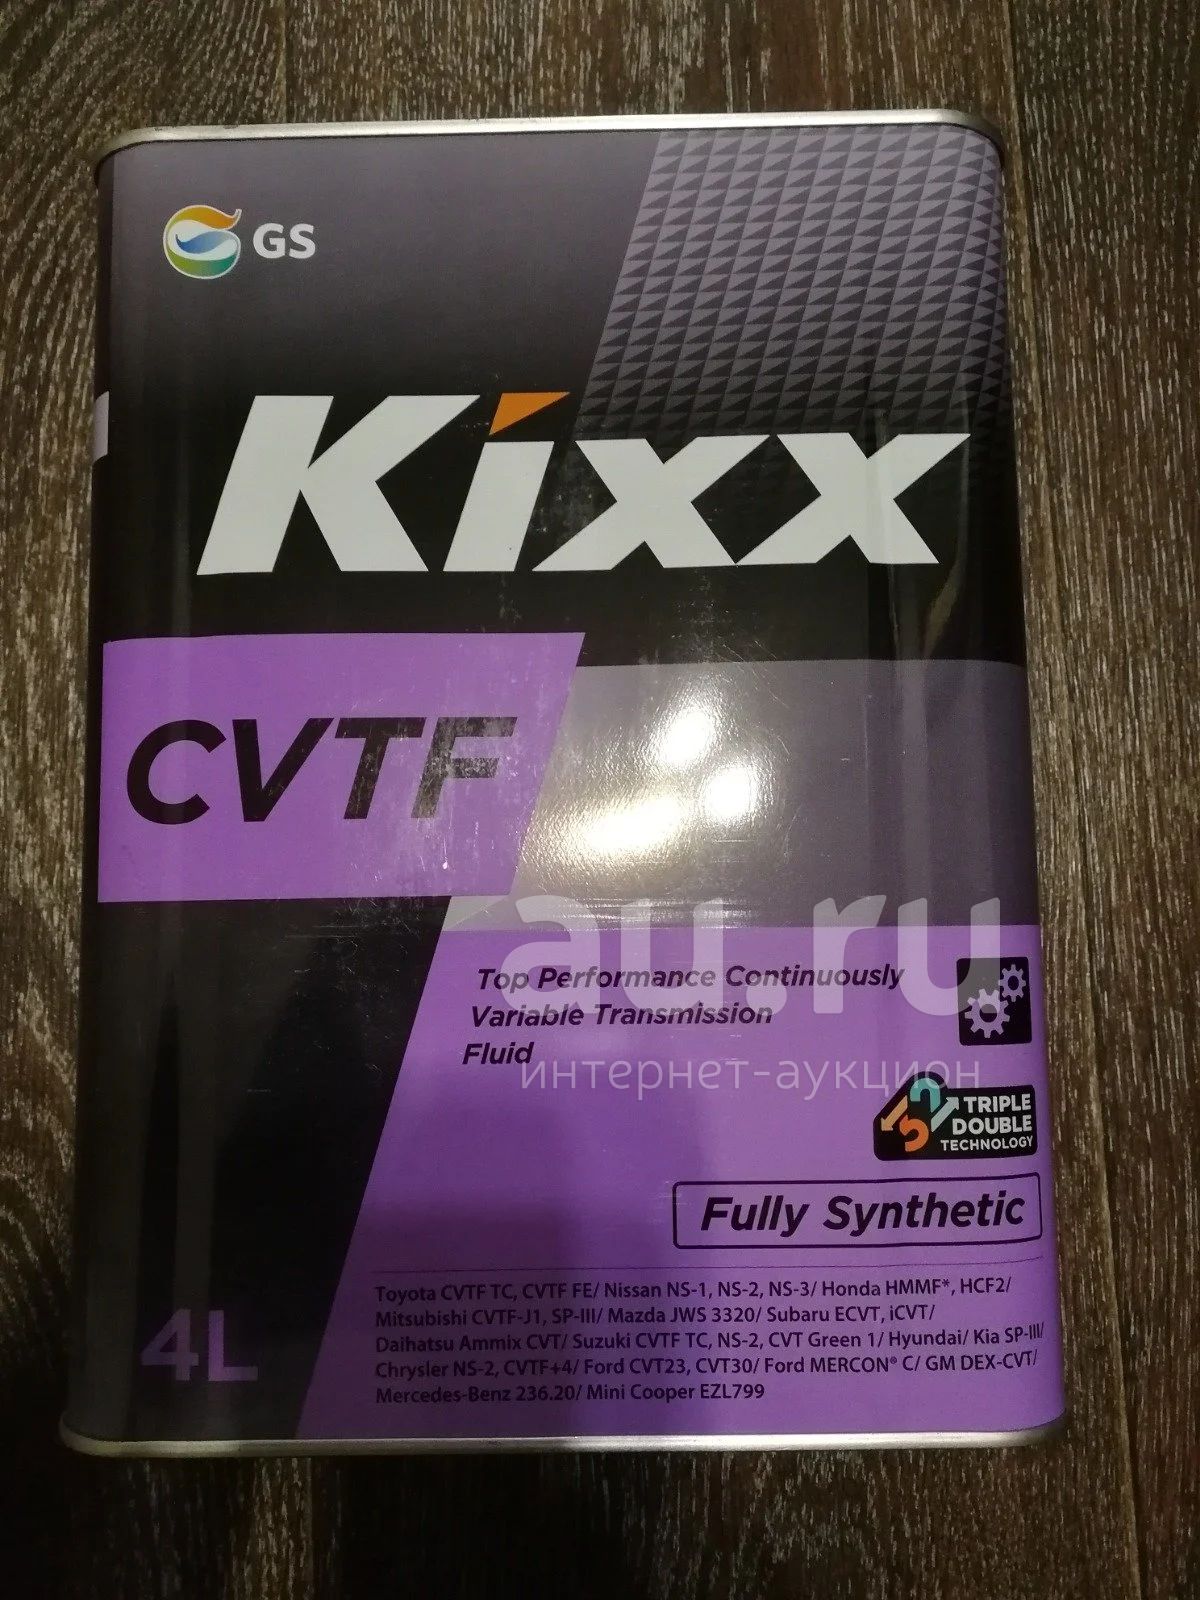 GS
Kixx
CVTF
au.ru
Top Performance Continuously
Variable Transmission
Fluid
интернет-аукцион
TRIPLE
DOUBLE
TECHNOLOGY
Fully Synthetic
Toyota CVTF TC, CVTF FE/ Nissan NS-1, NS-2, NS-3/ Honda HMMF*, HCF2/
Mitsubishi CVTF-J1, SP-III/ Mazda JWS 3320/ Subaru ECVT, iCVT/
Daihatsu Ammix CVT/ Suzuki CVTF TC, NS-2, CVT Green 1/ Hyundai/ Kia SP-III/
Chrysler NS-2, CVTF+4/ Ford CVT23, CVT30/ Ford MERCON® C/ GM DEX-CVT/
Mercedes-Benz 236.20/ Mini Cooper EZL799
4L